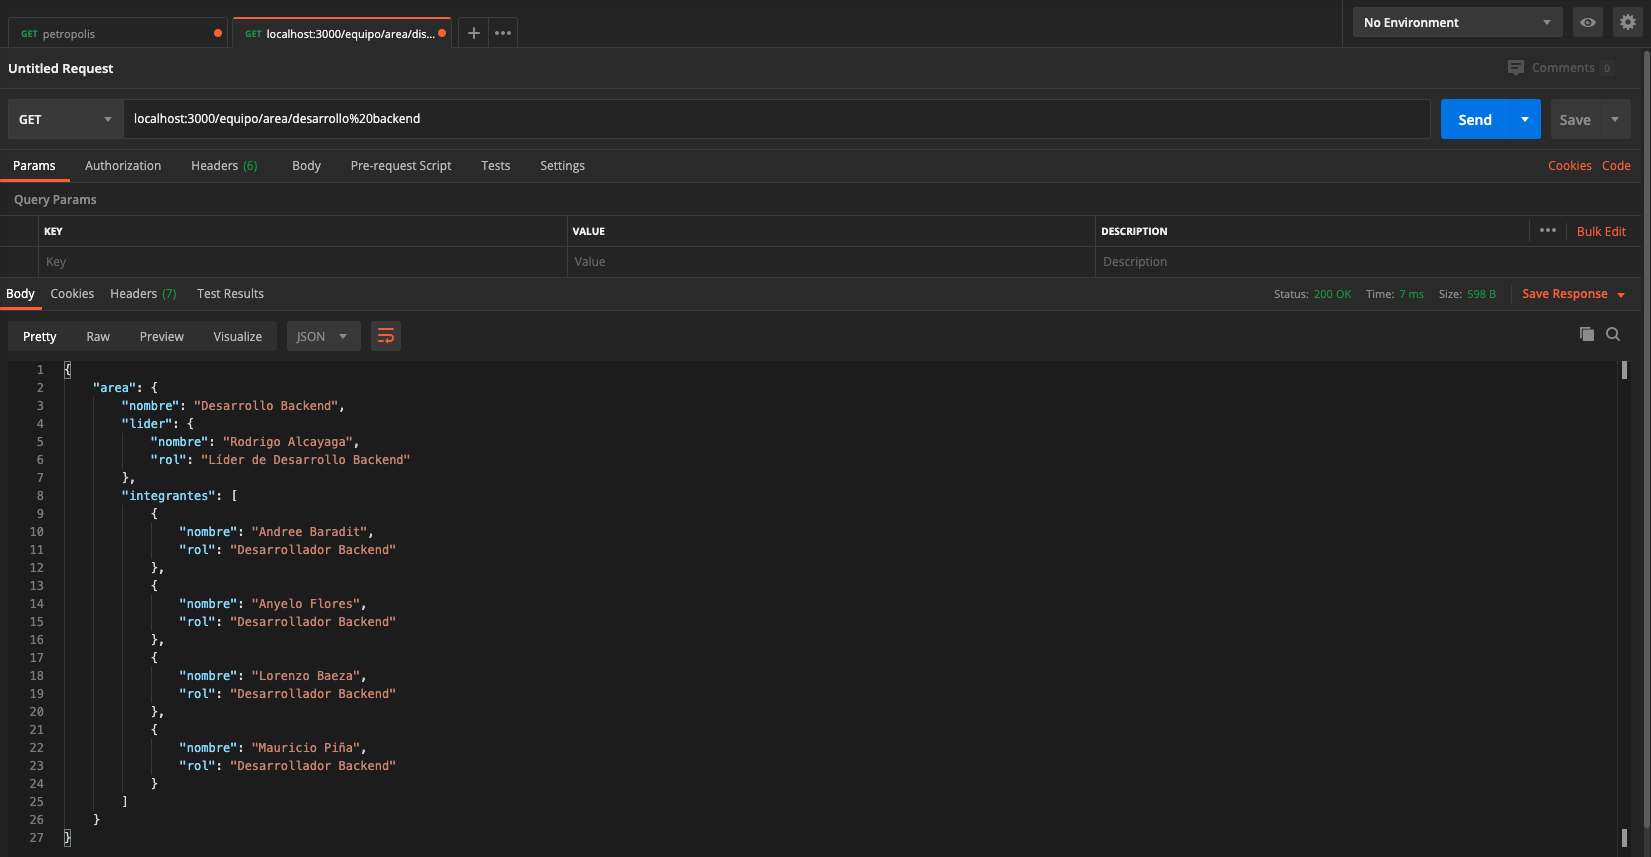 GET petropolis
GET localhost:3000/equipo/area/dis...
No Environment
Untitled Request
Comments 0
GET localhost:3000/equipo/area/desarrollo%20backend Send Save
Params Authorization Headers (6) Body Pre-request Script Tests Settings Cookies Code
Query Params
KEY VALUE DESCRIPTION Bulk Edit
Key Value Description
Body Cookies Headers (7) Test Results Status: 200 OK Time: 7 ms Size: 598 B Save Response
Pretty Raw Preview Visualize JSON
1 {
2 "area": {
3 "nombre": "Desarrollo Backend",
4 "lider": {
5 "nombre": "Rodrigo Alcayaga",
6 "rol": "Líder de Desarrollo Backend"
7 },
8 "integrantes": [
9 {
10 "nombre": "Andree Baradit",
11 "rol": "Desarrollador Backend"
12 },
13 {
14 "nombre": "Anyelo Flores",
15 "rol": "Desarrollador Backend"
16 },
17 {
18 "nombre": "Lorenzo Baeza",
19 "rol": "Desarrollador Backend"
20 },
21 {
22 "nombre": "Mauricio Piña",
23 "rol": "Desarrollador Backend"
24 }
25 ]
26 }
27 }